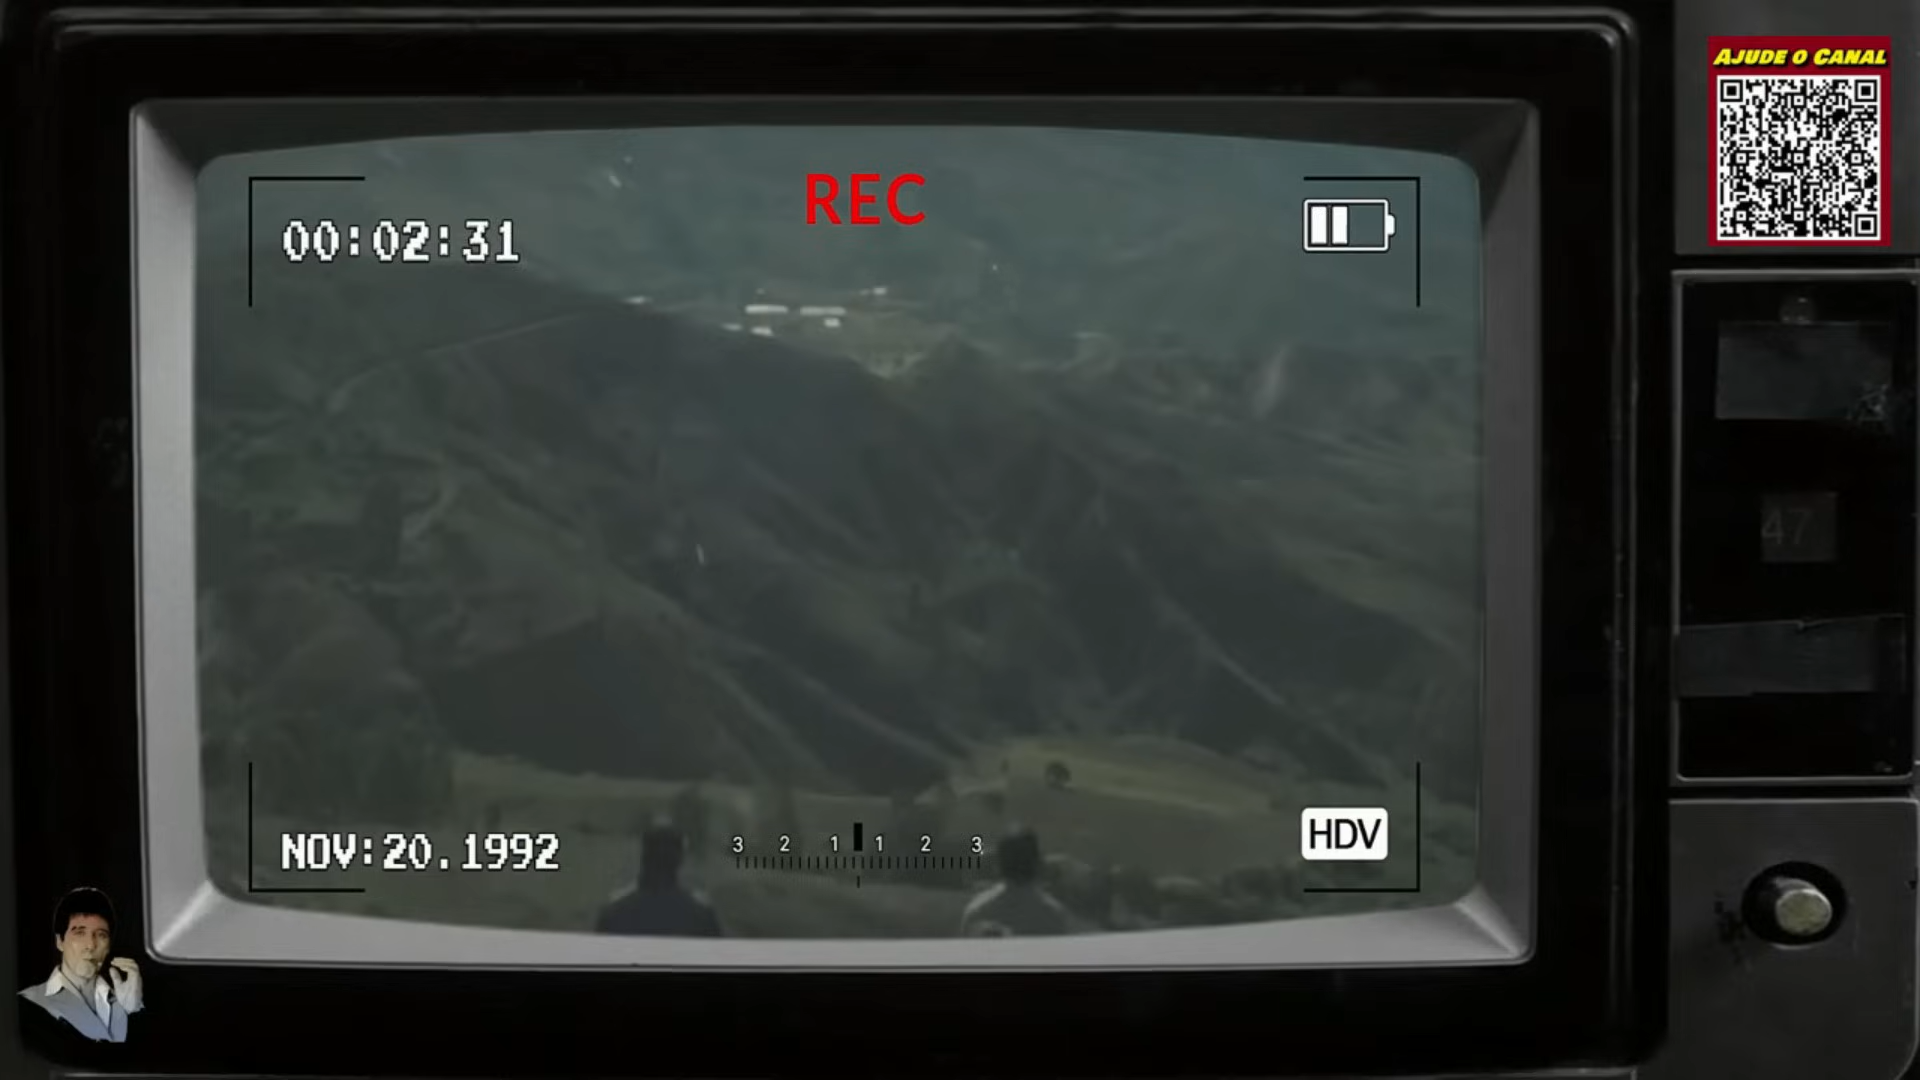 AJUDE O CANAL
REC
00:02:31
47
NOV:20.1992
3 2 1 1 2 3
HDV